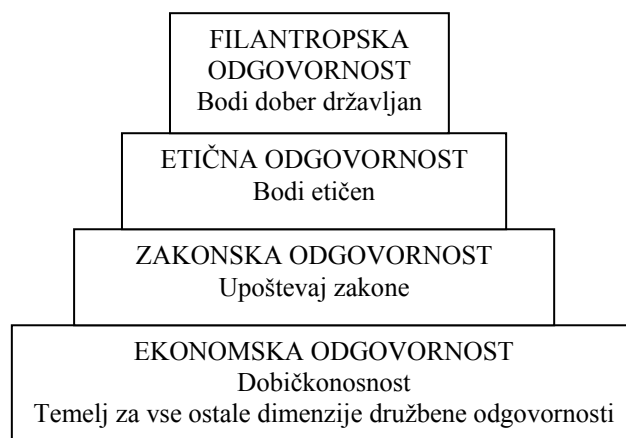 FILANTROPSKA
ODGOVORNOST
Bodi dober državljan
ETIČNA ODGOVORNOST
Bodi etičen
ZAKONSKA ODGOVORNOST
Upoštevaj zakone
EKONOMSKA ODGOVORNOST
Dobičkonosnost
Temelj za vse ostale dimenzije družbene odgovornosti